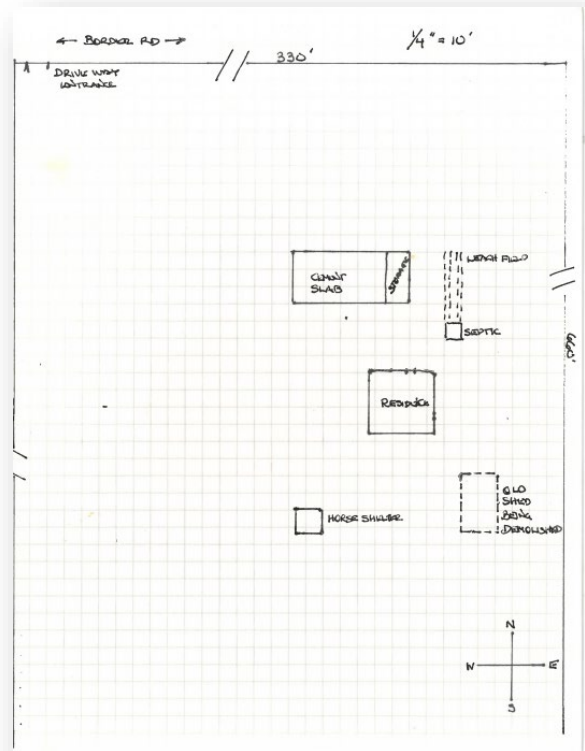 ← BORDER RD →
1/4" = 10'
330'
DRIVE WAY
ENTRANCE
CEMENT
SLAB
STORAGE
LEACH FIELD
SEPTIC
660'
RESIDENCE
OLD
SHED
BEING
DEMOLISHED
HORSE SHELTER
N
W
E
S